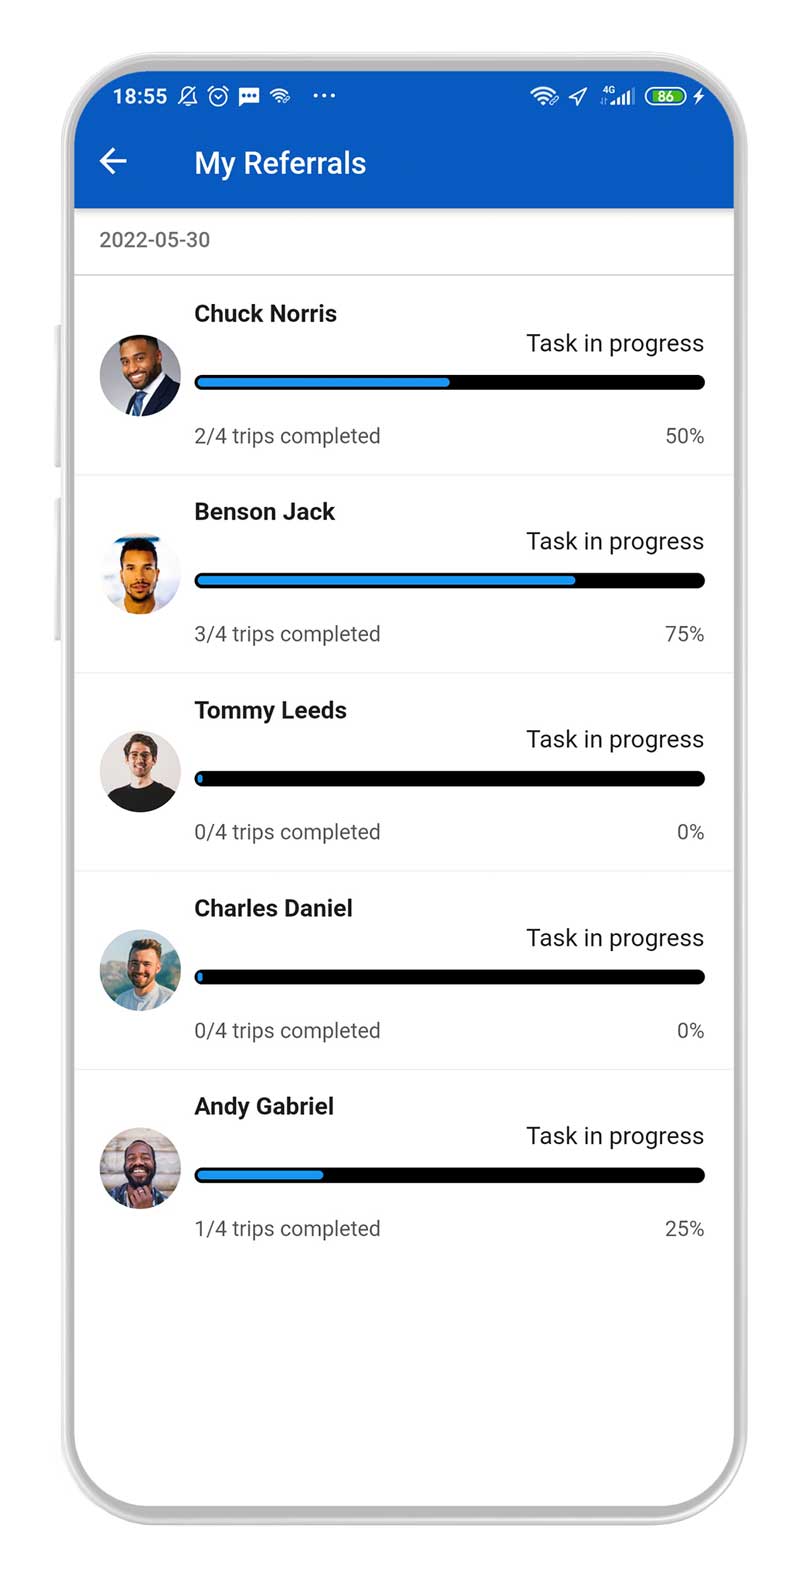 18:55 4G 86
My Referrals
2022-05-30
Chuck Norris
Task in progress
2/4 trips completed 50%
Benson Jack
Task in progress
3/4 trips completed 75%
Tommy Leeds
Task in progress
0/4 trips completed 0%
Charles Daniel
Task in progress
0/4 trips completed 0%
Andy Gabriel
Task in progress
1/4 trips completed 25%